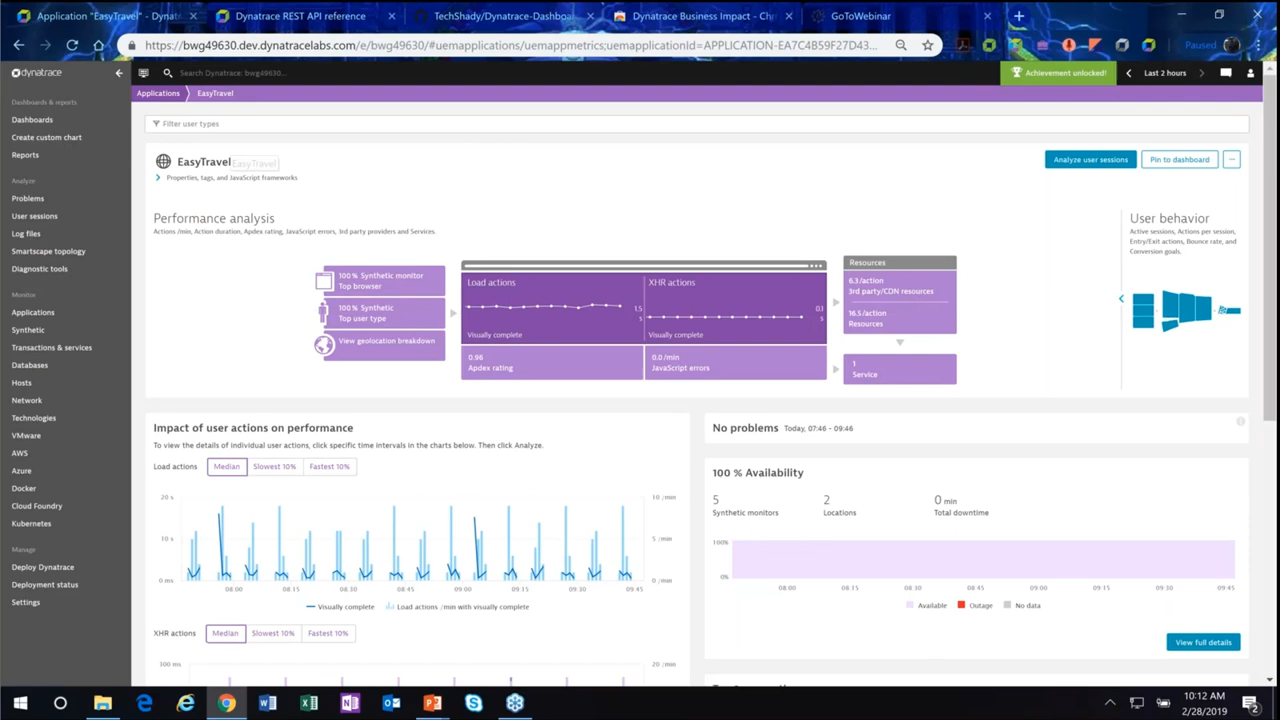 Application "EasyTravel" - Dynatr
Dynatrace REST API reference
TechShady/Dynatrace-Dashboa
Dynatrace Business Impact - Chr
GoToWebinar
https://bwg49630.dev.dynatracelabs.com/e/bwg49630/#uemapplications/uemappmetrics;uemapplicationId=APPLICATION-EA7C4B59F27D43...
Paused
dynatrace
Search Dynatrace: bwg49630...
Achievement unlocked!
Last 2 hours
Applications
EasyTravel
Dashboards & reports
Dashboards
Create custom chart
Reports
Analyze
Problems
User sessions
Log files
Smartscape topology
Diagnostic tools
Monitor
Applications
Synthetic
Transactions & services
Databases
Hosts
Network
Technologies
VMware
AWS
Azure
Docker
Cloud Foundry
Kubernetes
Manage
Deploy Dynatrace
Deployment status
Settings
Filter user types
EasyTravel EasyTravel
Properties, tags, and JavaScript frameworks
Analyze user sessions
Pin to dashboard
...
Performance analysis
Actions /min, Action duration, Apdex rating, JavaScript errors, 3rd party providers and Services.
100 % Synthetic monitor
Top browser
100 % Synthetic
Top user type
View geolocation breakdown
Load actions
1.5
s
Visually complete
XHR actions
0.1
s
Visually complete
0.96
Apdex rating
0.0 /min
JavaScript errors
Resources
6.3 /action
3rd party/CDN resources
16.5 /action
Resources
1
Service
User behavior
Active sessions, Actions per session,
Entry/Exit actions, Bounce rate, and
Conversion goals.
Impact of user actions on performance
To view the details of individual user actions, click specific time intervals in the charts below. Then click Analyze.
Load actions
Median
Slowest 10%
Fastest 10%
20 s
10 s
0 ms
10 /min
5 /min
0 /min
08:00
08:15
08:30
08:45
09:00
09:15
09:30
09:45
Visually complete
Load actions /min with visually complete
XHR actions
Median
Slowest 10%
Fastest 10%
100 ms
20 /min
No problems Today, 07:46 - 09:46
100 % Availability
5
Synthetic monitors
2
Locations
0 min
Total downtime
100%
0%
08:00
08:15
08:30
08:45
09:00
09:15
09:30
09:45
Available
Outage
No data
View full details
10:12 AM
2/28/2019
2